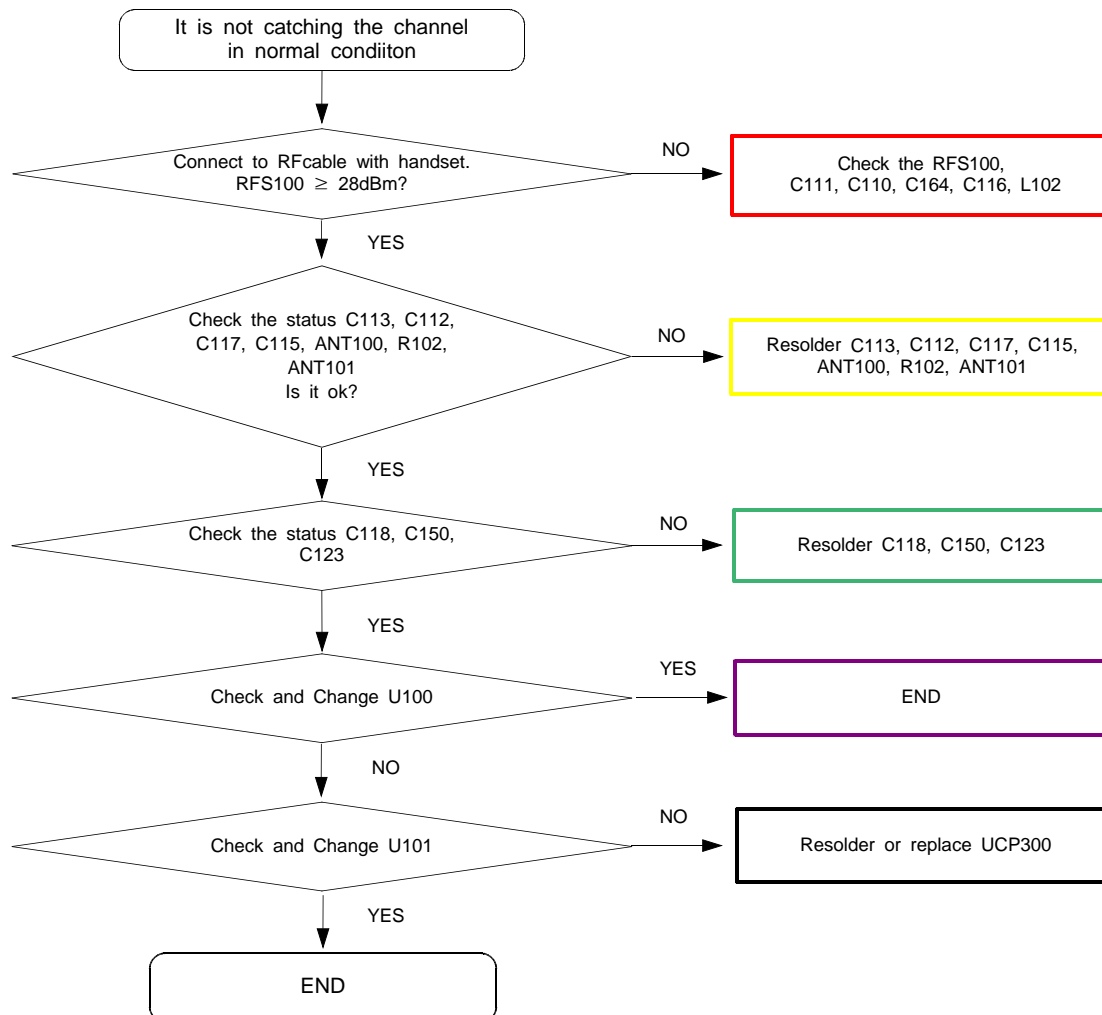 It is not catching the channel
in normal condiiton
Connect to RFcable with handset.
RFS100 ≥ 28dBm?
NO
Check the RFS100,
C111, C110, C164, C116, L102
YES
Check the status C113, C112,
C117, C115, ANT100, R102,
ANT101
Is it ok?
NO
Resolder C113, C112, C117, C115,
ANT100, R102, ANT101
YES
Check the status C118, C150,
C123
NO
Resolder C118, C150, C123
YES
Check and Change U100
YES
END
NO
Check and Change U101
NO
Resolder or replace UCP300
YES
END